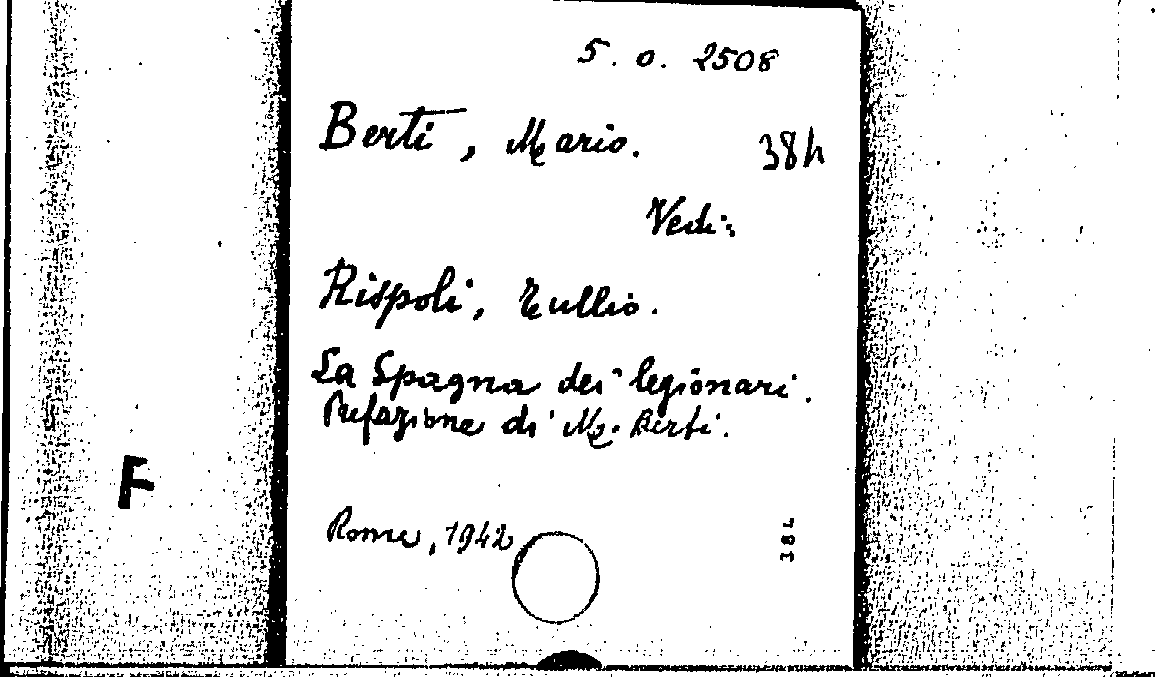 5. o. 2508
Berti, Mario. 38h
Vedi:
Rispoli, Tullio.
La Spagna dei legionari.
Prefazione di M. Berti.
F
Roma, 1942
38L